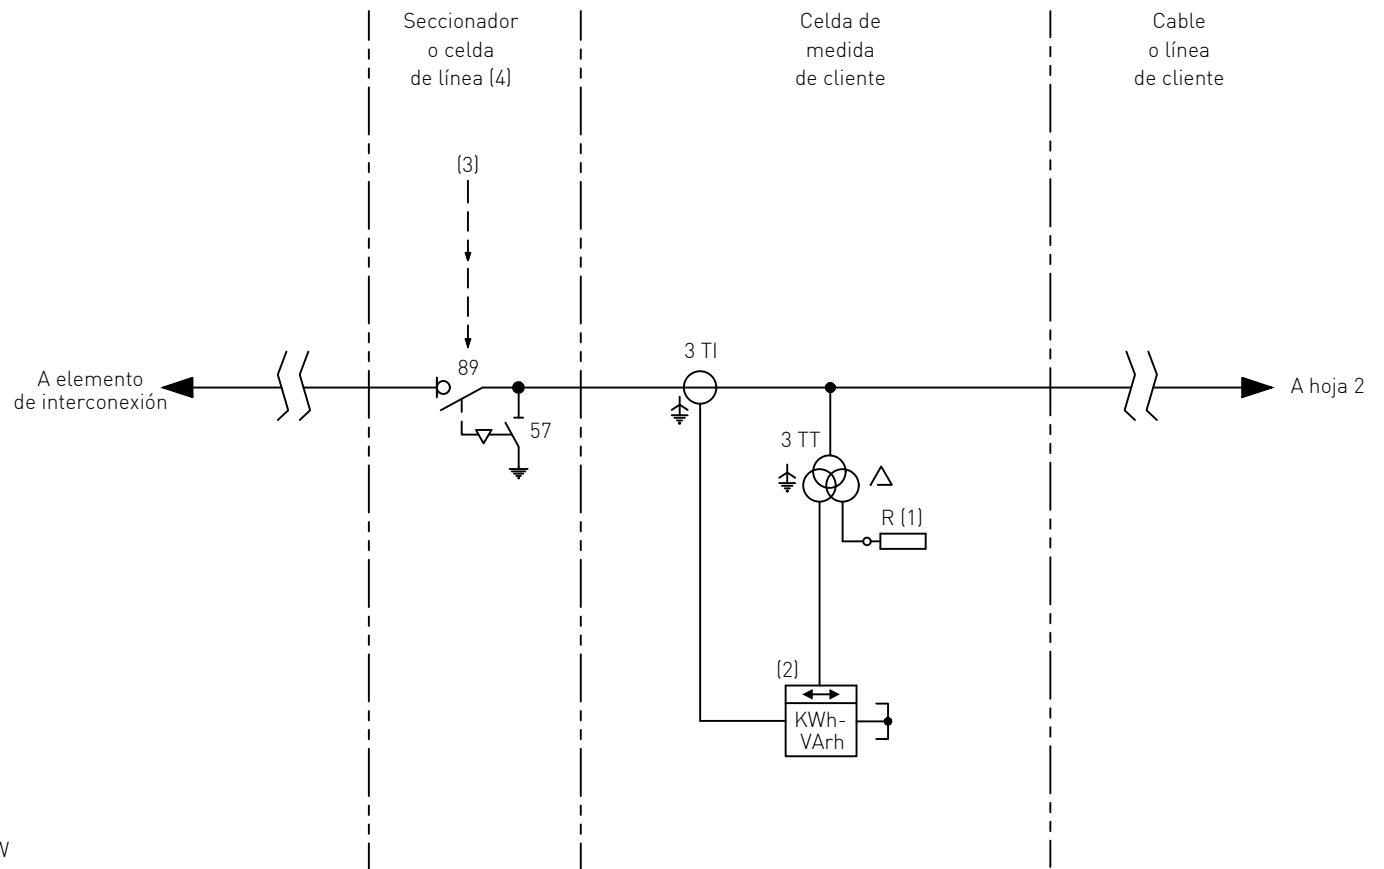 Seccionador
o celda
de línea (4)
Celda de
medida
de cliente
Cable
o línea
de cliente
(3)
3 TI
89
A elemento
de interconexión
A hoja 2
57
3 TT
R (1)
(2)
KWh-
VArh